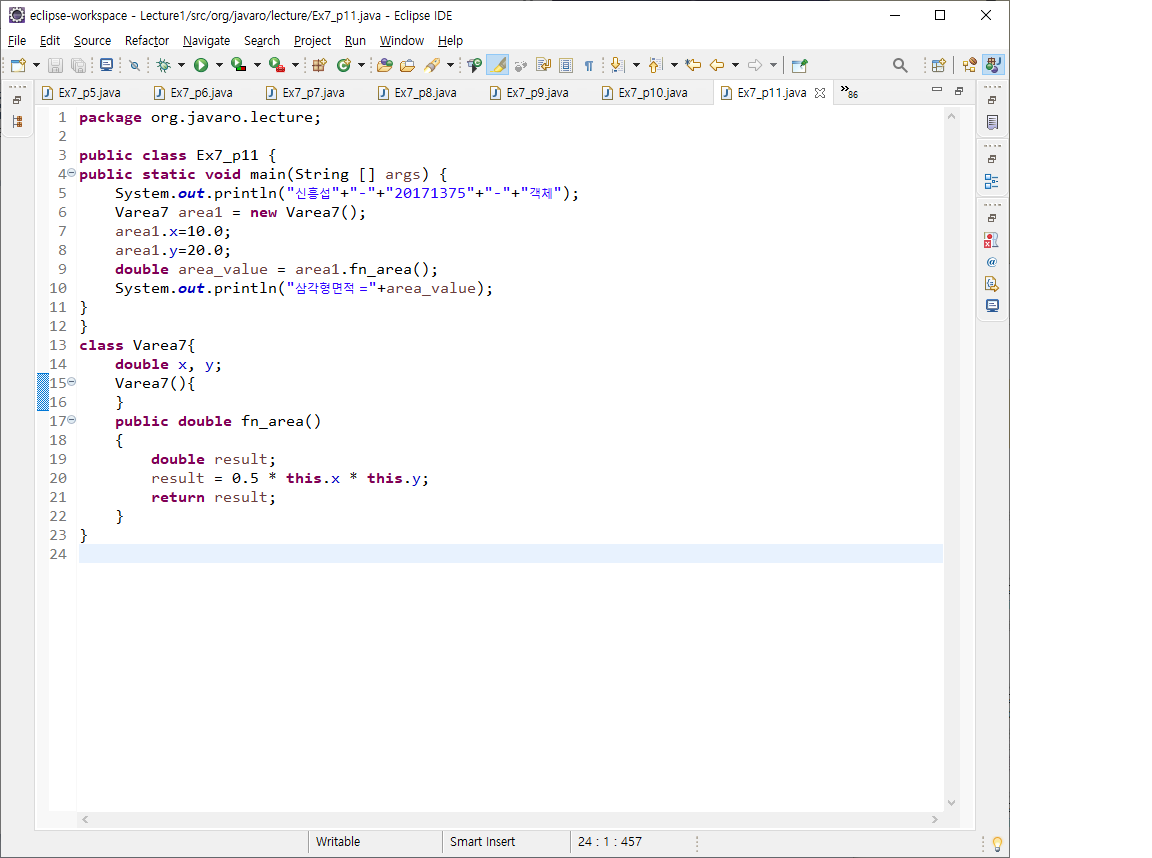 eclipse-workspace - Lecture1/src/org/javaro/lecture/Ex7_p11.java - Eclipse IDE
File Edit Source Refactor Navigate Search Project Run Window Help
Ex7_p5.java Ex7_p6.java Ex7_p7.java Ex7_p8.java Ex7_p9.java Ex7_p10.java Ex7_p11.java »86
1 package org.javaro.lecture;
2
3 public class Ex7_p11 {
4 public static void main(String [] args) {
5 System.out.println("신흥섭"+"-"+"20171375"+"-"+"객체");
6 Varea7 area1 = new Varea7();
7 area1.x=10.0;
8 area1.y=20.0;
9 double area_value = area1.fn_area();
10 System.out.println("삼각형면적 ="+area_value);
11 }
12 }
13 class Varea7{
14 double x, y;
15 Varea7(){
16 }
17 public double fn_area()
18 {
19 double result;
20 result = 0.5 * this.x * this.y;
21 return result;
22 }
23 }
24
Writable Smart Insert 24 : 1 : 457